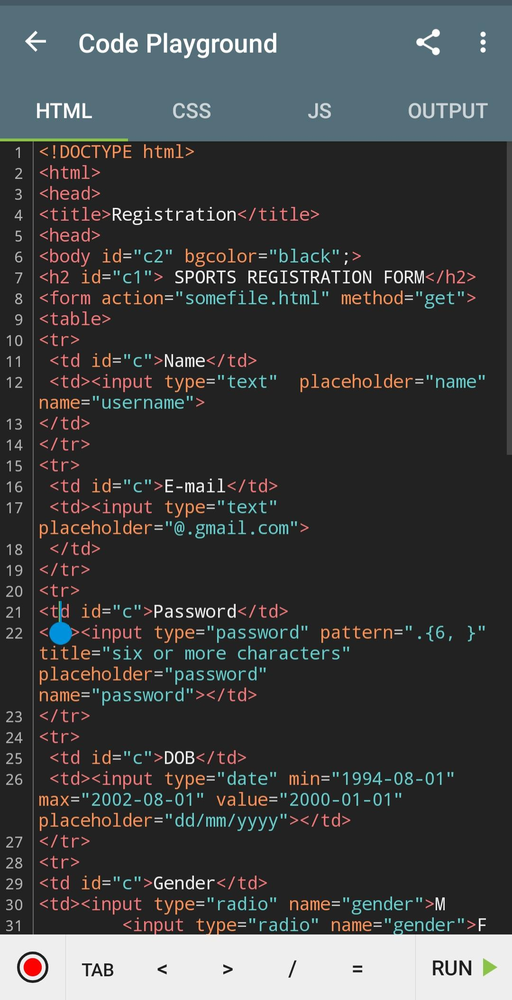 Code Playground
HTML CSS JS OUTPUT
1 <!DOCTYPE html>
2 <html>
3 <head>
4 <title>Registration</title>
5 <head>
6 <body id="c2" bgcolor="black";>
7 <h2 id="c1"> SPORTS REGISTRATION FORM</h2>
8 <form action="somefile.html" method="get">
9 <table>
10 <tr>
11  <td id="c">Name</td>
12  <td><input type="text"  placeholder="name"
name="username">
13 </td>
14 </tr>
15 <tr>
16  <td id="c">E-mail</td>
17  <td><input type="text"
placeholder="@.gmail.com">
18  </td>
19 </tr>
20 <tr>
21 <td id="c">Password</td>
22 <><input type="password" pattern=".{6, }"
title="six or more characters"
placeholder="password"
name="password"></td>
23 </tr>
24 <tr>
25  <td id="c">DOB</td>
26  <td><input type="date" min="1994-08-01"
max="2002-08-01" value="2000-01-01"
placeholder="dd/mm/yyyy"></td>
27 </tr>
28 <tr>
29 <td id="c">Gender</td>
30 <td><input type="radio" name="gender">M
31         <input type="radio" name="gender">F
TAB < > / = RUN